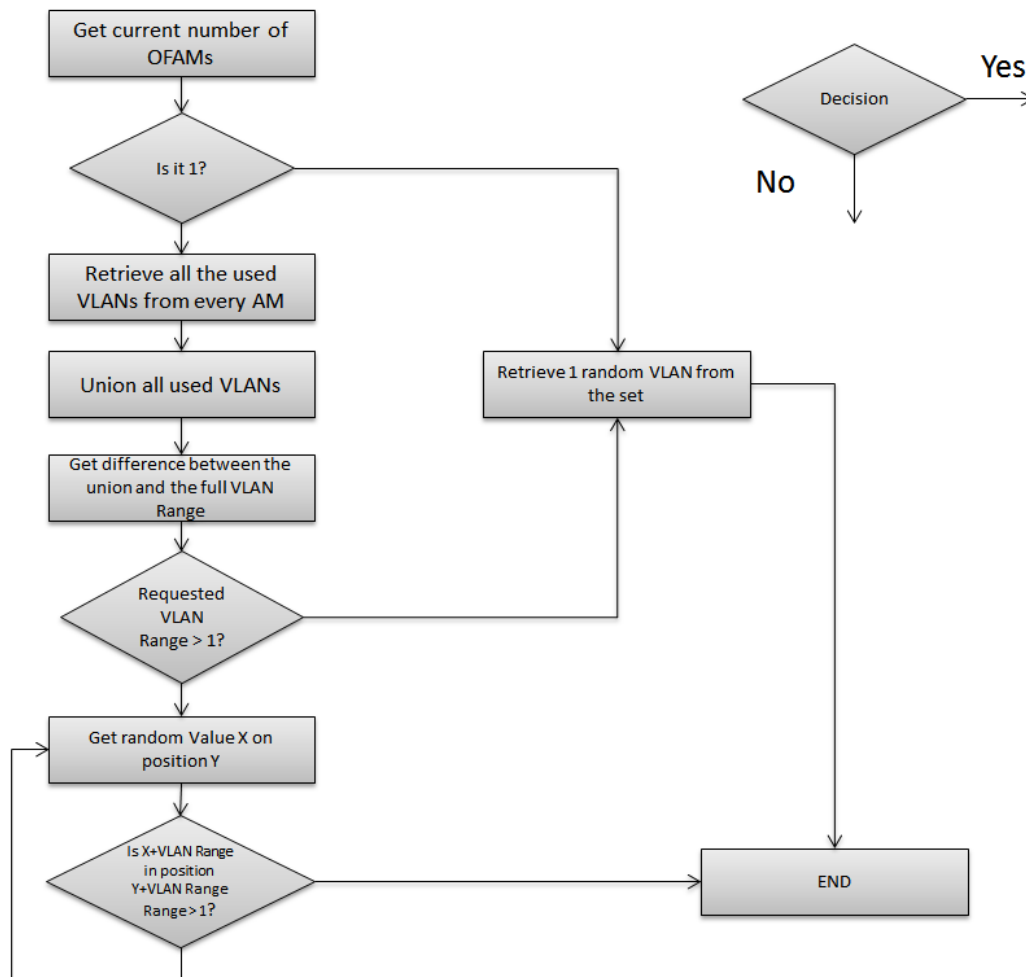 Get current number of
OFAMs
Is it 1?
Retrieve all the used
VLANs from every AM
Union all used VLANs
Get difference between the
union and the full VLAN
Range
Requested
VLAN
Range > 1?
Get random Value X on
position Y
Is X+VLAN Range
in position
Y+VLAN Range
Range>1?
Retrieve 1 random VLAN from
the set
END
Decision
Yes
No